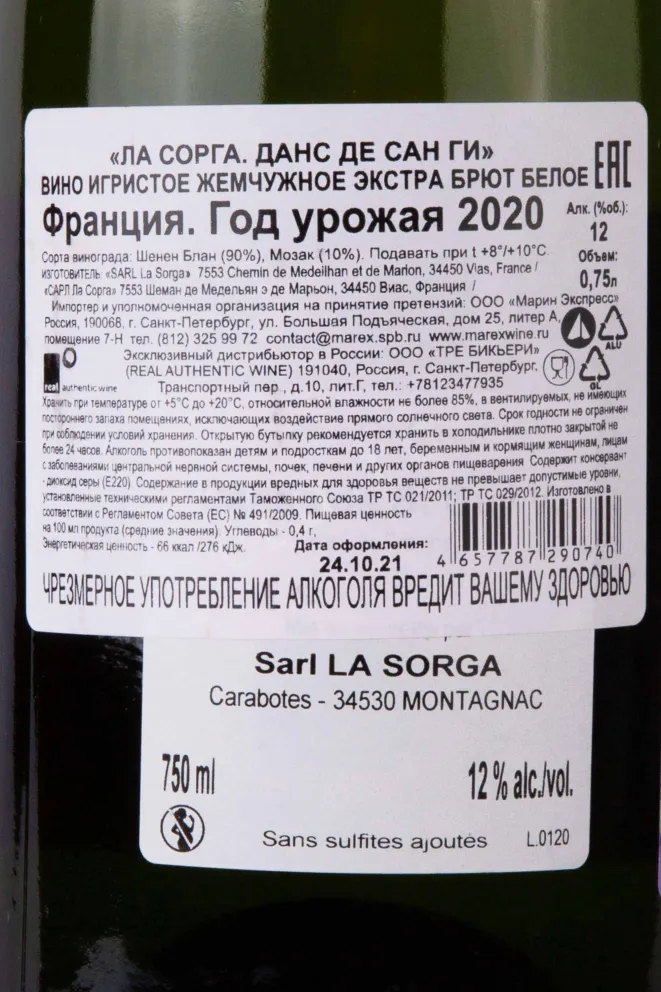 «ЛА СОРГА. ДАНС ДЕ САН ГИ»
ВИНО ИГРИСТОЕ ЖЕМЧУЖНОЕ ЭКСТРА БРЮТ БЕЛОЕ
EAC
Франция. Год урожая 2020
Алк. (%об.):
12
Объем:
0,75л
Сорта винограда: Шенен Блан (90%), Мозак (10%). Подавать при t +8°/+10°C.
изготовитель: «SARL La Sorga» 7553 Chemin de Medeilhan et de Marlon, 34450 Vias, France /
«САРЛ Ла Сорга» 7553 Шеман де Медельян э де Марьон, 34450 Виас, Франция /
Импортер и уполномоченная организация на принятие претензий: ООО «Марин Экспресс»
Россия, 190068, г. Санкт-Петербург, ул. Большая Подъяческая, дом 25, литер А,
помещение 7-Н тел. (812) 325 99 72 contact@marex.spb.ru www.marexwine.ru
ALU
Эксклюзивный дистрибьютор в России: ООО «ТРЕ БИКЬЕРИ»
(REAL AUTHENTIC WINE) 191040, Россия, г. Санкт-Петербург,
real authentic wine
Транспортный пер., д.10, лит.Г, тел.: +78123477935
GL
Хранить при температуре от +5°C до +20°C, относительной влажности не более 85%, в вентилируемых, не имеющих
постороннего запаха помещениях, исключающих воздействие прямого солнечного света. Срок годности не ограничен
при соблюдении условий хранения. Открытую бутылку рекомендуется хранить в холодильнике плотно закрытой не
более 24 часов. Алкоголь противопоказан детям и подросткам до 18 лет, беременным и кормящим женщинам, лицам
с заболеваниями центральной нервной системы, почек, печени и других органов пищеварения. Содержит консервант
- диоксид серы (E220). Содержание в продукции вредных для здоровья веществ не превышает допустимые уровни,
установленные техническими регламентами Таможенного Союза ТР ТС 021/2011; ТР ТС 029/2012. Изготовлено в
соответствии с Регламентом Совета (ЕС) № 491/2009. Пищевая ценность
на 100 мл продукта (средние значения): Углеводы - 0,4 г,
Энергетическая ценность - 66 ккал /276 кДж.
Дата оформления:
24.10.21
4 657787 290740
ЧРЕЗМЕРНОЕ УПОТРЕБЛЕНИЕ АЛКОГОЛЯ ВРЕДИТ ВАШЕМУ ЗДОРОВЬЮ
Sarl LA SORGA
Carabotes - 34530 MONTAGNAC
750 ml
12 % alc./vol.
Sans sulfites ajoutés
L.0120